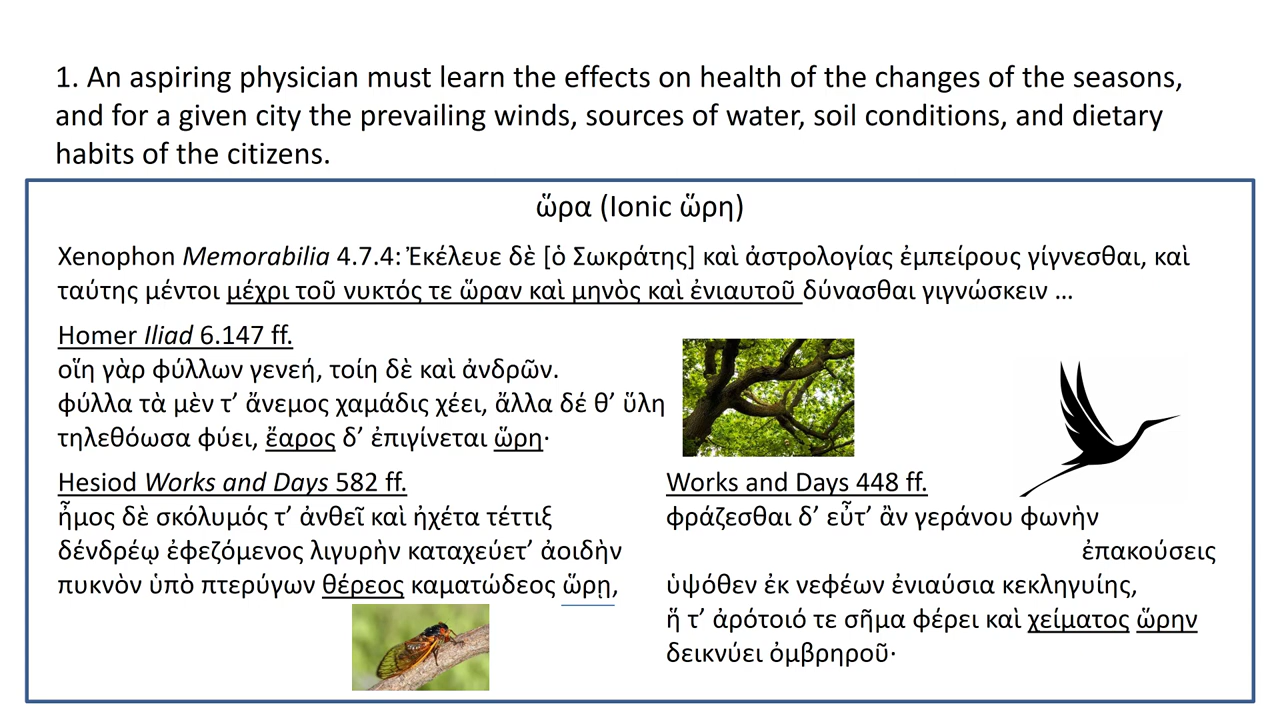 1. An aspiring physician must learn the effects on health of the changes of the seasons,
and for a given city the prevailing winds, sources of water, soil conditions, and dietary
habits of the citizens.
ὥρα (Ionic ὥρη)
Xenophon Memorabilia 4.7.4: Ἐκέλευε δὲ [ὁ Σωκράτης] καὶ ἀστρολογίας ἐμπείρους γίγνεσθαι, καὶ
ταύτης μέντοι μέχρι τοῦ νυκτός τε ὥραν καὶ μηνὸς καὶ ἐνιαυτοῦ δύνασθαι γιγνώσκειν …
Homer Iliad 6.147 ff.
οἵη γὰρ φύλλων γενεή, τοίη δὲ καὶ ἀνδρῶν.
φύλλα τὰ μὲν τ’ ἄνεμος χαμάδις χέει, ἄλλα δέ θ’ ὕλη
τηλεθόωσα φύει, ἔαρος δ’ ἐπιγίνεται ὥρη·
Hesiod Works and Days 582 ff.
ἦμος δὲ σκόλυμός τ’ ἀνθεῖ καὶ ἠχέτα τέττιξ
δένδρέῳ ἐφεζόμενος λιγυρὴν καταχεύετ’ ἀοιδὴν
πυκνὸν ὑπὸ πτερύγων θέρεος καματώδεος ὥρῃ,
Works and Days 448 ff.
φράζεσθαι δ’ εὖτ’ ἂν γεράνου φωνὴν
ἐπακούσεις
ὑψόθεν ἐκ νεφέων ἐνιαύσια κεκληγυίης,
ἥ τ’ ἀρότοιό τε σῆμα φέρει καὶ χείματος ὥρην
δεικνύει ὀμβρηροῦ·